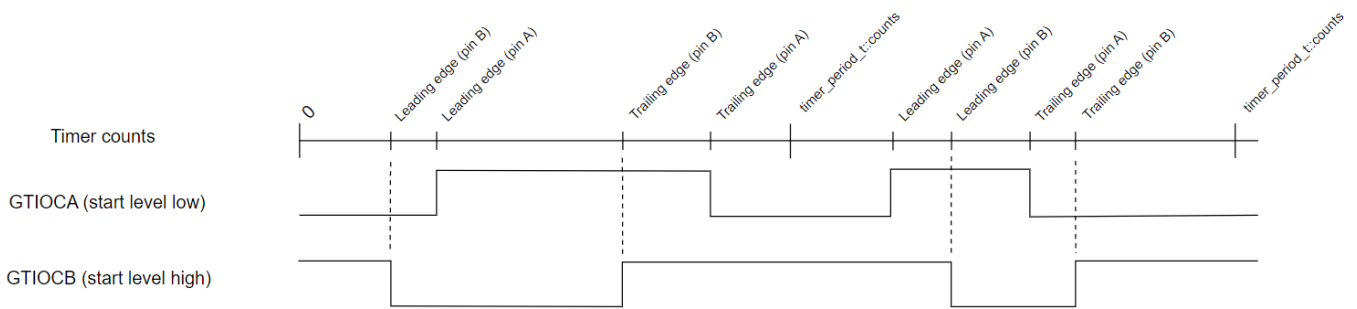 0
Leading edge (pin B)
Leading edge (pin A)
Trailing edge (pin B)
Trailing edge (pin A)
timer_period_t::counts
Leading edge (pin A)
Leading edge (pin B)
Trailing edge (pin A)
Trailing edge (pin B)
timer_period_t::counts
Timer counts
GTIOCA (start level low)
GTIOCB (start level high)